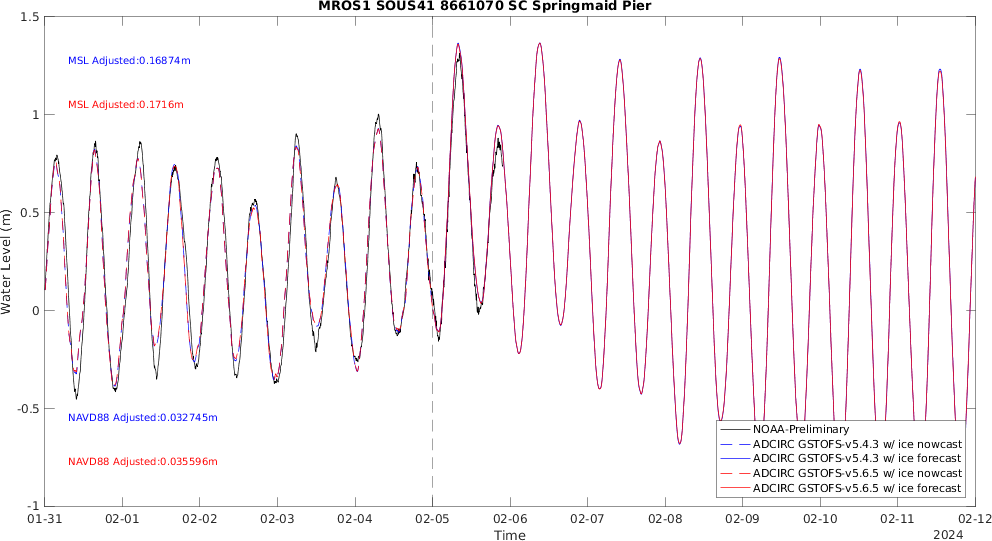 MROS1 SOUS41 8661070 SC Springmaid Pier
1.5
MSL Adjusted:0.16874m
MSL Adjusted:0.1716m
1
0.5
Water Level (m)
0
-0.5
NAVD88 Adjusted:0.032745m
NAVD88 Adjusted:0.035596m
NOAA-Preliminary
ADCIRC GSTOFS-v5.4.3 w/ ice nowcast
ADCIRC GSTOFS-v5.4.3 w/ ice forecast
ADCIRC GSTOFS-v5.6.5 w/ ice nowcast
ADCIRC GSTOFS-v5.6.5 w/ ice forecast
-1
01-31 02-01 02-02 02-03 02-04 02-05 02-06 02-07 02-08 02-09 02-10 02-11 02-12
Time
2024